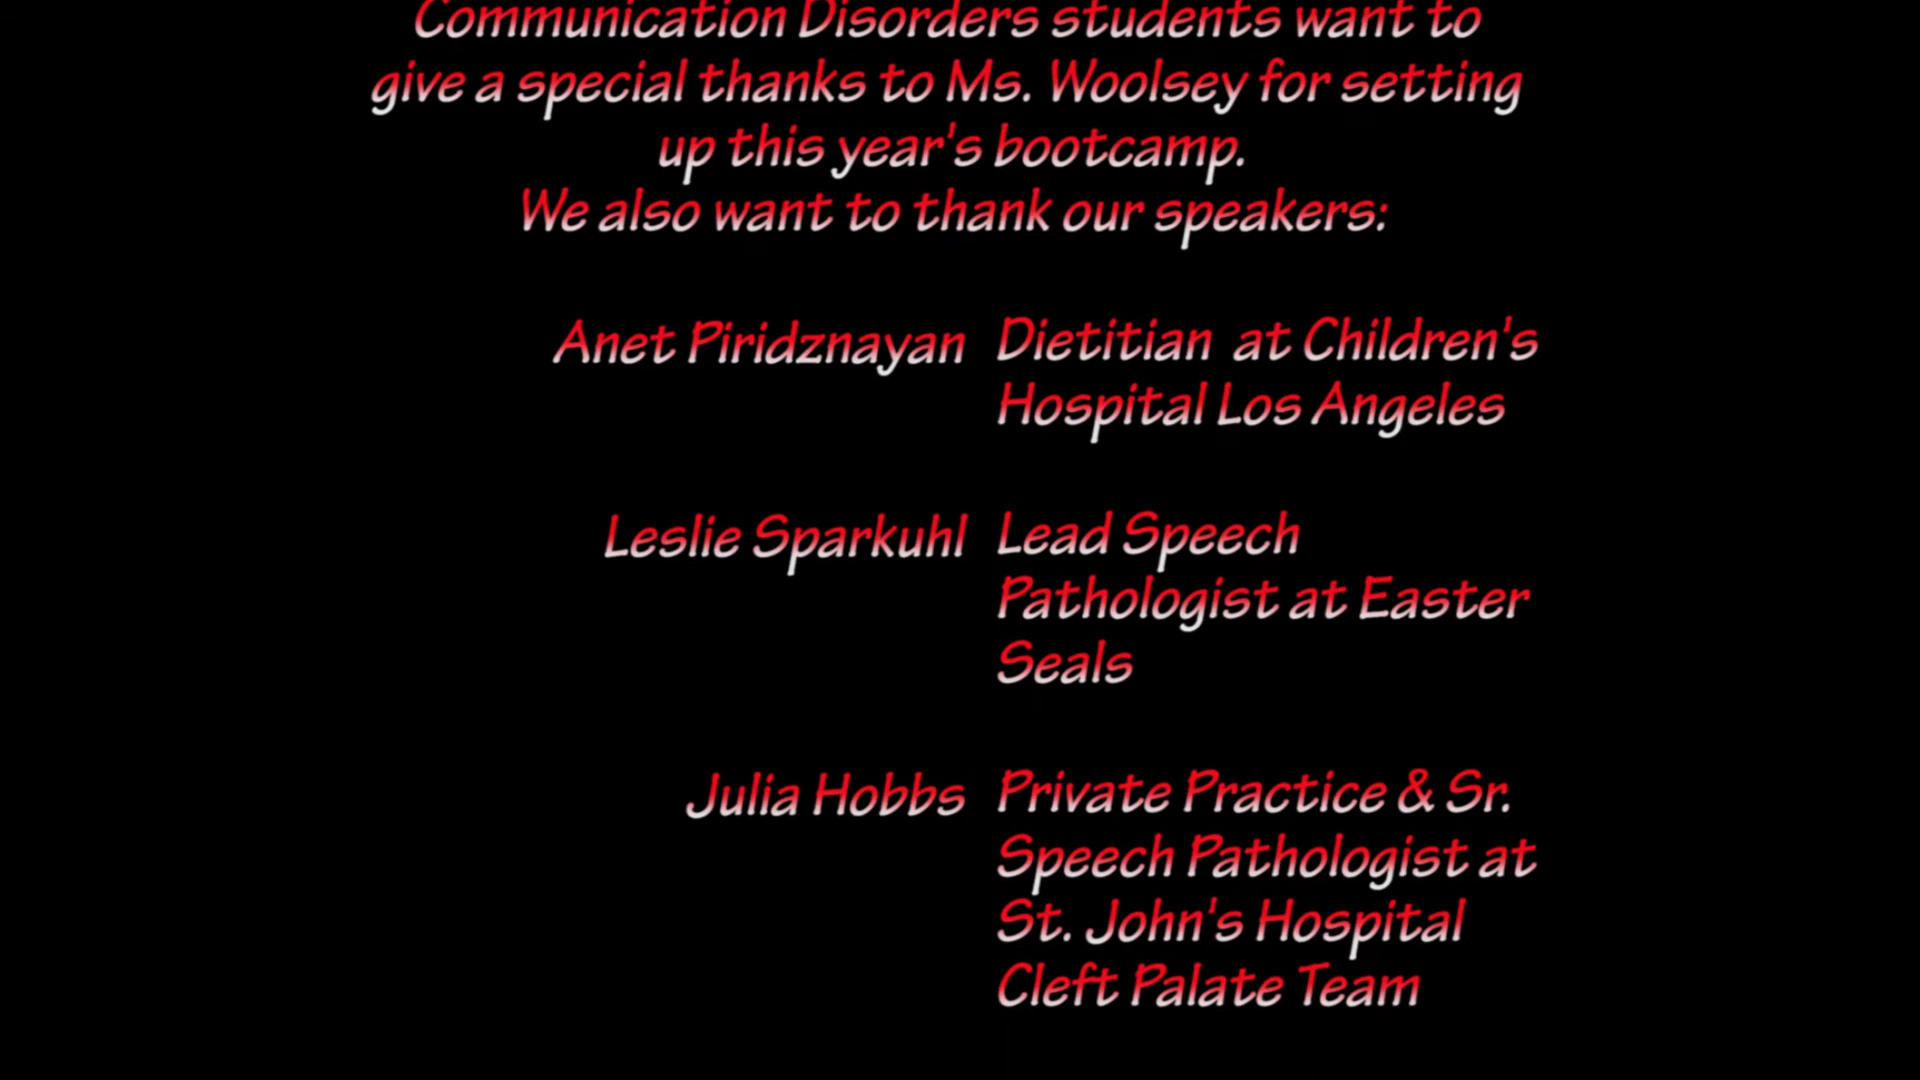 Communication Disorders students want to
give a special thanks to Ms. Woolsey for setting
up this year's bootcamp.
We also want to thank our speakers:
Anet Piridznayan Dietitian at Children's
Hospital Los Angeles
Leslie Sparkuhl Lead Speech
Pathologist at Easter
Seals
Julia Hobbs Private Practice & Sr.
Speech Pathologist at
St. John's Hospital
Cleft Palate Team